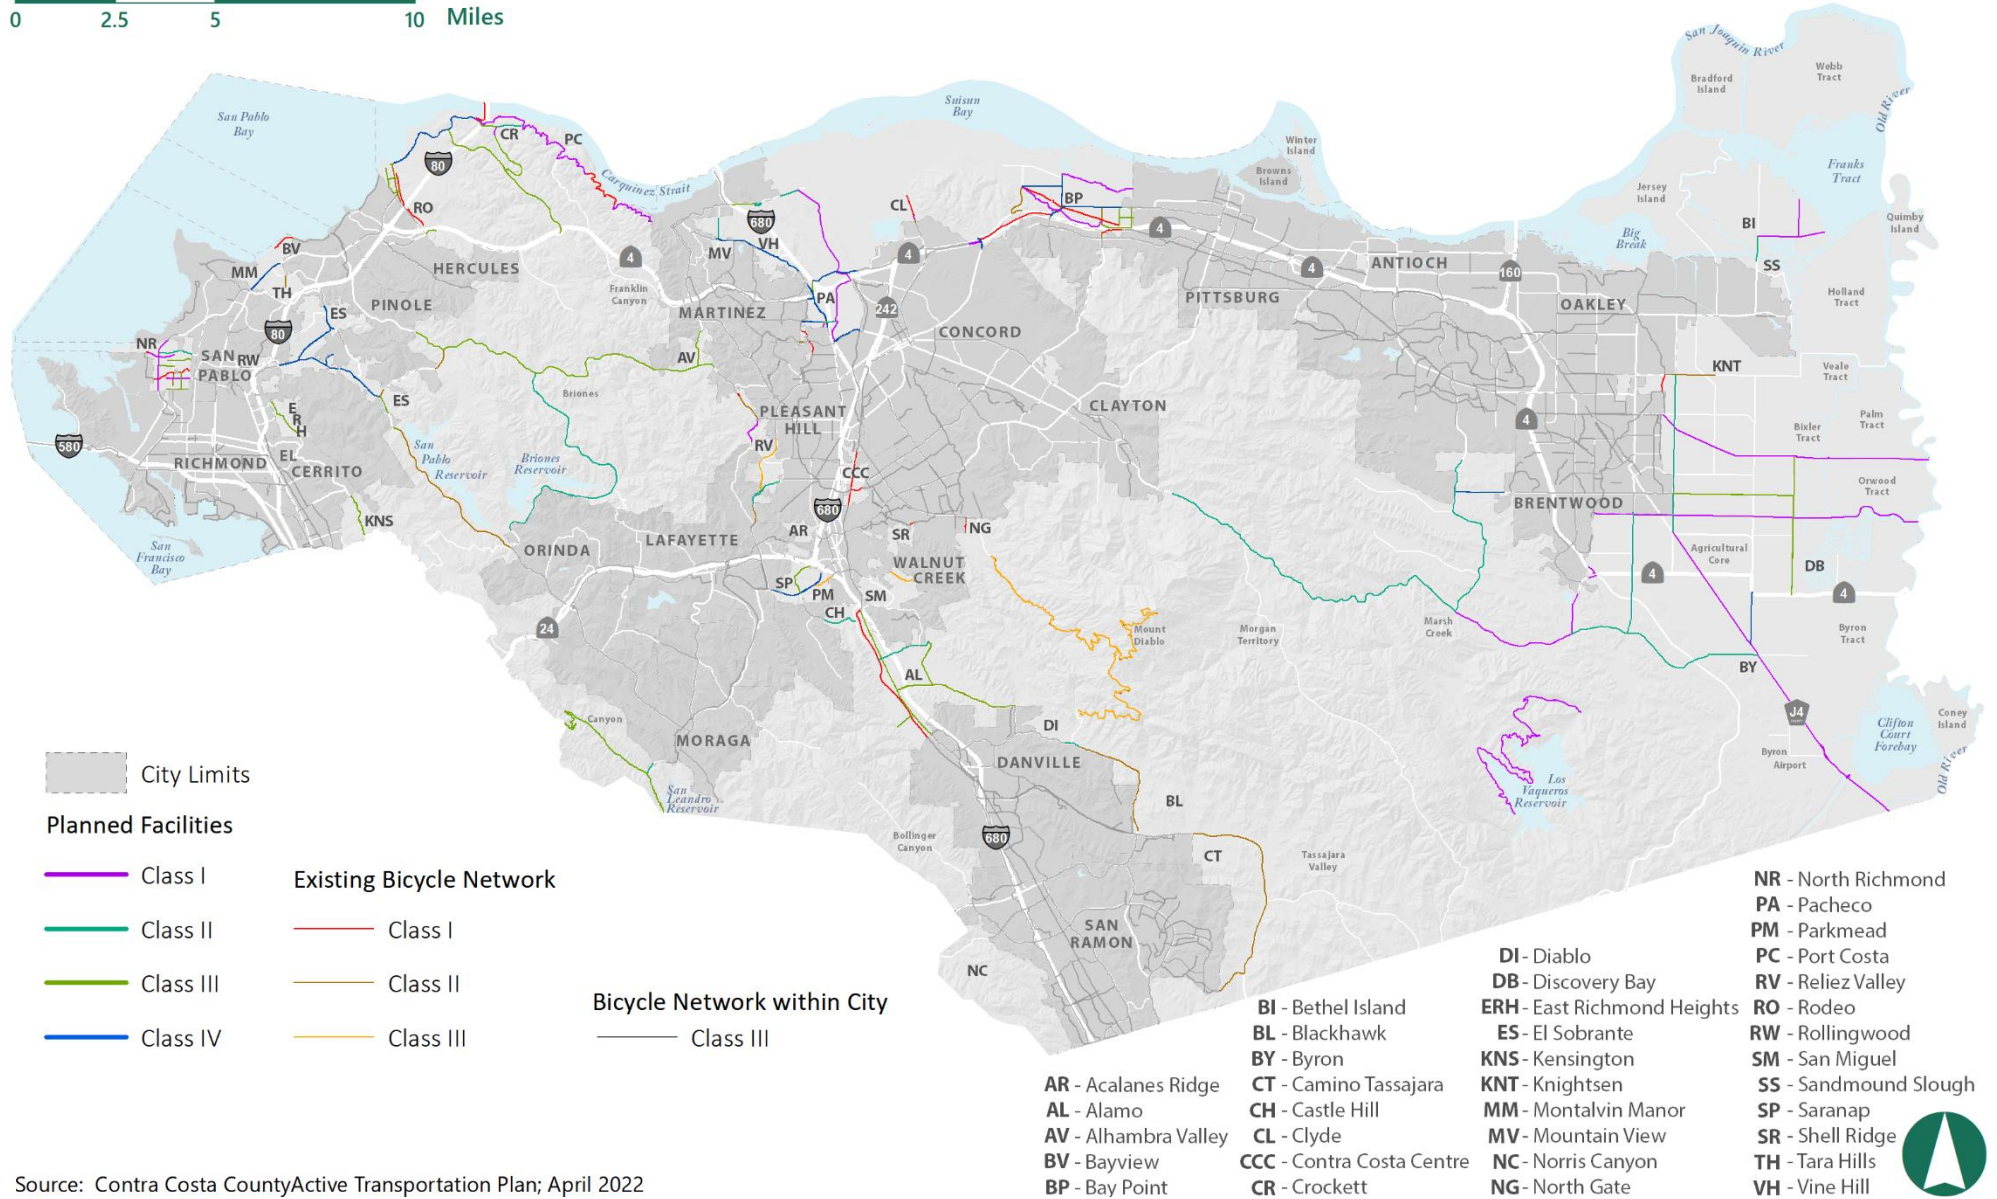 0 2.5 5 10 Miles
San Joaquin River
Webb
Tract
Bradford
Island
Old River
San Pablo
Bay
Suisun
Bay
CR
PC
80
Winter
Island
Browns
Island
Franks
Tract
Carquinez Strait
Jersey
Island
Quimby
Island
RO
CL
BP
BI
680
4
Big
Break
BV
MV
VH
4
4
SS
MM
HERCULES
4
ANTIOCH
160
TH
Franklin
Canyon
PA
PITTSBURG
OAKLEY
Holland
Tract
PINOLE
ES
MARTINEZ
242
CONCORD
80
NR
SAN
PABLO
RW
AV
KNT
Veale
Tract
Briones
ES
CLAYTON
E
R
H
PLEASANT
HILL
Palm
Tract
4
Bixler
Tract
580
San
Pablo
Reservoir
Briones
Reservoir
RV
RICHMOND
EL
CERRITO
CCC
Orwood
Tract
680
BRENTWOOD
KNS
AR
SR
NG
San
Francisco
Bay
ORINDA
LAFAYETTE
WALNUT
CREEK
Agricultural
Core
DB
SP
PM
SM
4
4
CH
24
Mount
Diablo
Morgan
Territory
Marsh
Creek
Byron
Tract
AL
BY
Canyon
DI
J4
Clifton
Court
Forebay
Coney
Island
MORAGA
DANVILLE
Byron
Airport
Old River
San
Leandro
Reservoir
BL
Los
Vaqueros
Reservoir
680
Bollinger
Canyon
CT
Tassajara
Valley
SAN
RAMON
NC
City Limits
Planned Facilities
Class I
Class II
Class III
Class IV
Existing Bicycle Network
Class I
Class II
Class III
Bicycle Network within City
Class III
AR - Acalanes Ridge
AL - Alamo
AV - Alhambra Valley
BV - Bayview
BP - Bay Point
BI - Bethel Island
BL - Blackhawk
BY - Byron
CT - Camino Tassajara
CH - Castle Hill
CL - Clyde
CCC - Contra Costa Centre
CR - Crockett
DI - Diablo
DB - Discovery Bay
ERH - East Richmond Heights
ES - El Sobrante
KNS - Kensington
KNT - Knightsen
MM - Montalvin Manor
MV - Mountain View
NC - Norris Canyon
NG - North Gate
NR - North Richmond
PA - Pacheco
PM - Parkmead
PC - Port Costa
RV - Reliez Valley
RO - Rodeo
RW - Rollingwood
SM - San Miguel
SS - Sandmound Slough
SP - Saranap
SR - Shell Ridge
TH - Tara Hills
VH - Vine Hill
Source: Contra Costa CountyActive Transportation Plan; April 2022